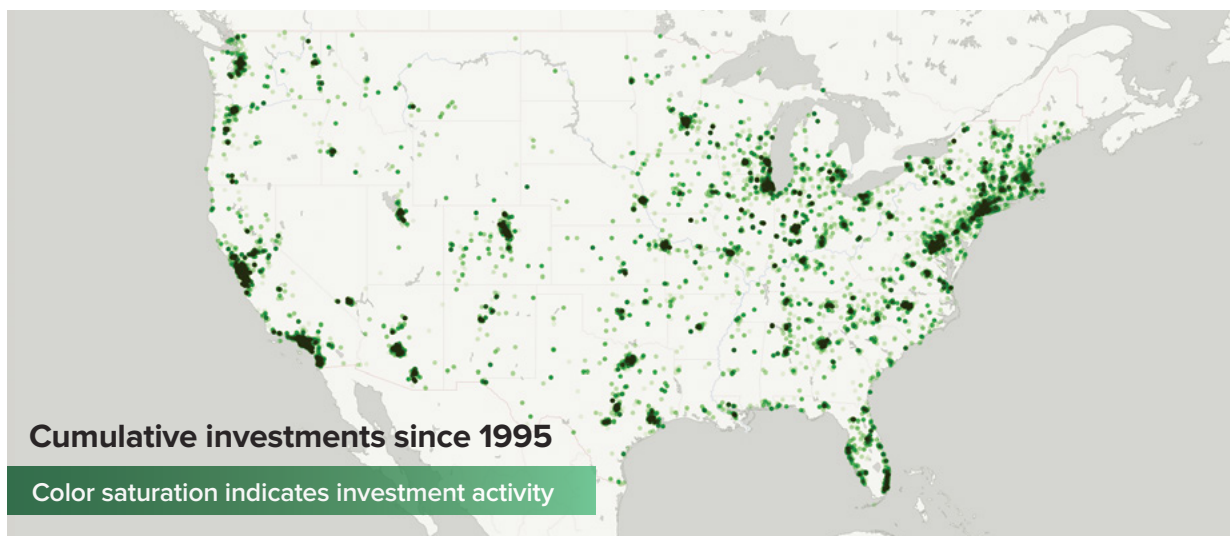 Cumulative investments since 1995
Color saturation indicates investment activity